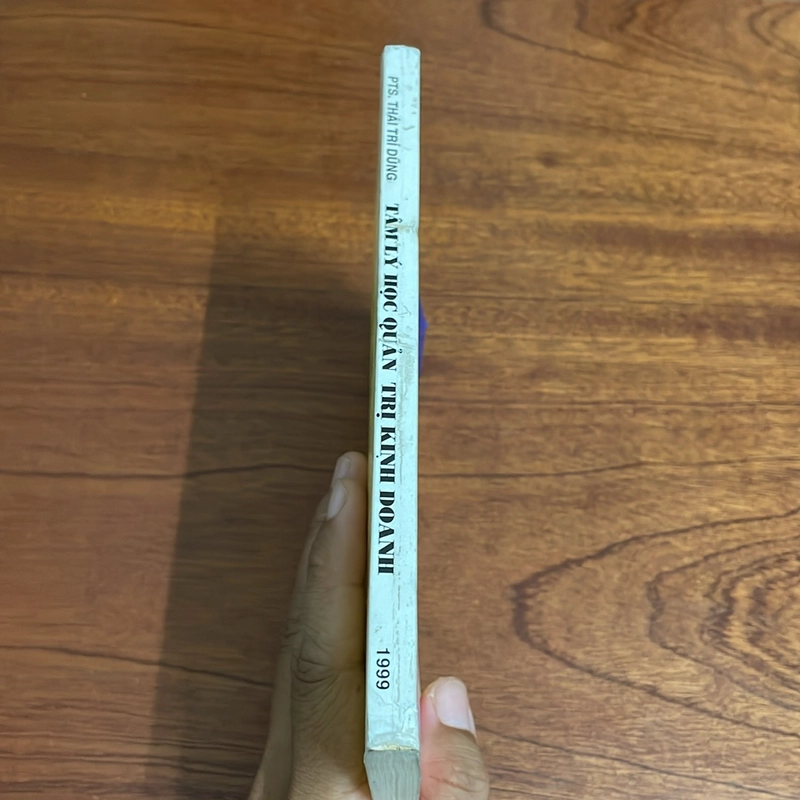 PTS. THÁI TRÍ DŨNG
TÂM LÝ HỌC QUẢN TRỊ KINH DOANH
1999